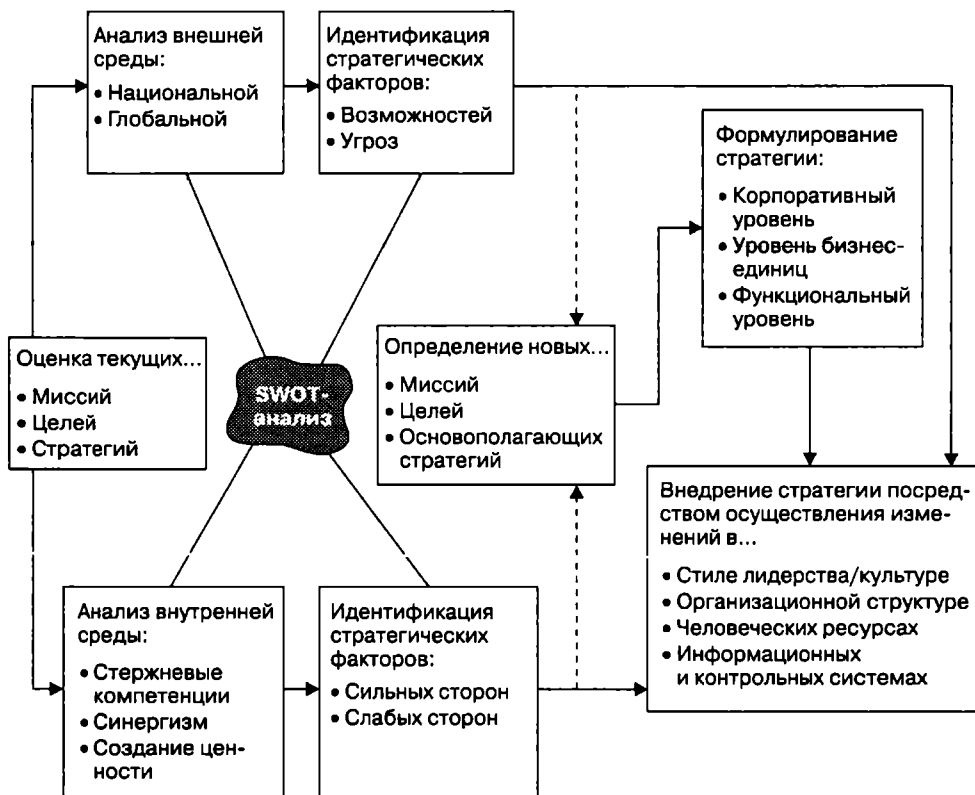 Анализ внешней
среды:
• Национальной
• Глобальной
Идентификация
стратегических
факторов:
• Возможностей
• Угроз
Формулирование
стратегии:
• Корпоративный
уровень
• Уровень бизнес-
единиц
• Функциональный
уровень
Оценка текущих...
• Миссий
• Целей
• Стратегий
SWOT-
анализ
Определение новых...
• Миссий
• Целей
• Основополагающих
стратегий
Внедрение стратегии посред-
ством осуществления изме-
нений в...
• Стиле лидерства/культуре
• Организационной структуре
• Человеческих ресурсах
• Информационных
и контрольных системах
Анализ внутренней
среды:
• Стержневые
компетенции
• Синергизм
• Создание цен-
ности
Идентификация
стратегических
факторов:
• Сильных сторон
• Слабых сторон